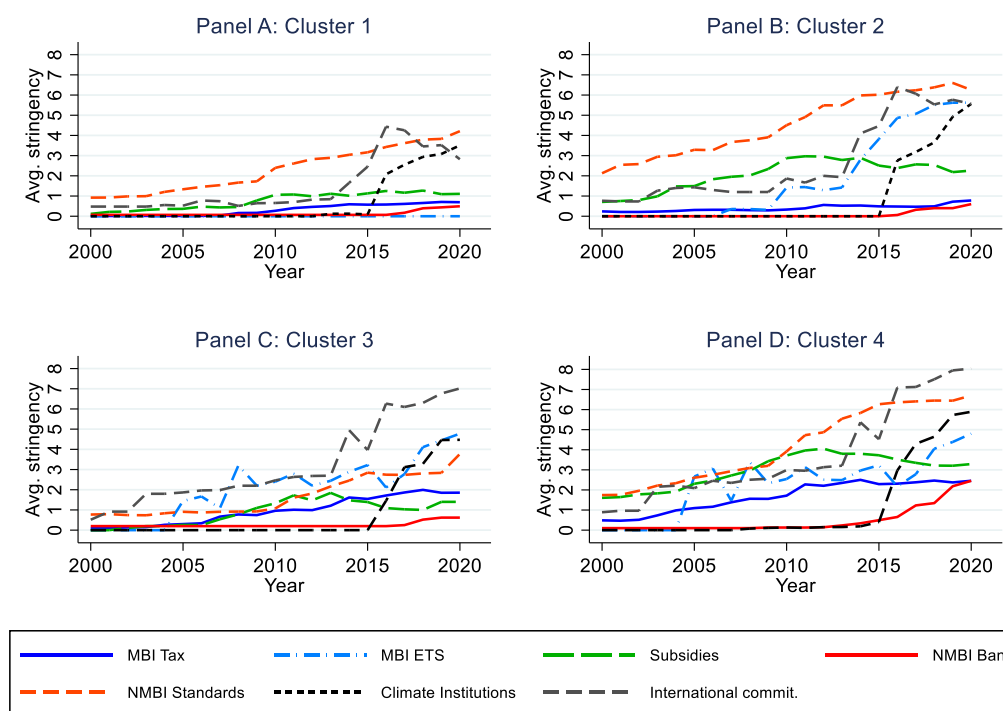 Panel A: Cluster 1
Panel B: Cluster 2
Avg. stringency
0 1 2 3 4 5 6 7 8
2000 2005 2010 2015 2020
Year
Avg. stringency
0 1 2 3 4 5 6 7 8
2000 2005 2010 2015 2020
Year
Panel C: Cluster 3
Panel D: Cluster 4
Avg. stringency
0 1 2 3 4 5 6 7 8
2000 2005 2010 2015 2020
Year
Avg. stringency
0 1 2 3 4 5 6 7 8
2000 2005 2010 2015 2020
Year
MBI Tax MBI ETS Subsidies NMBI Ban
NMBI Standards Climate Institutions International commit.